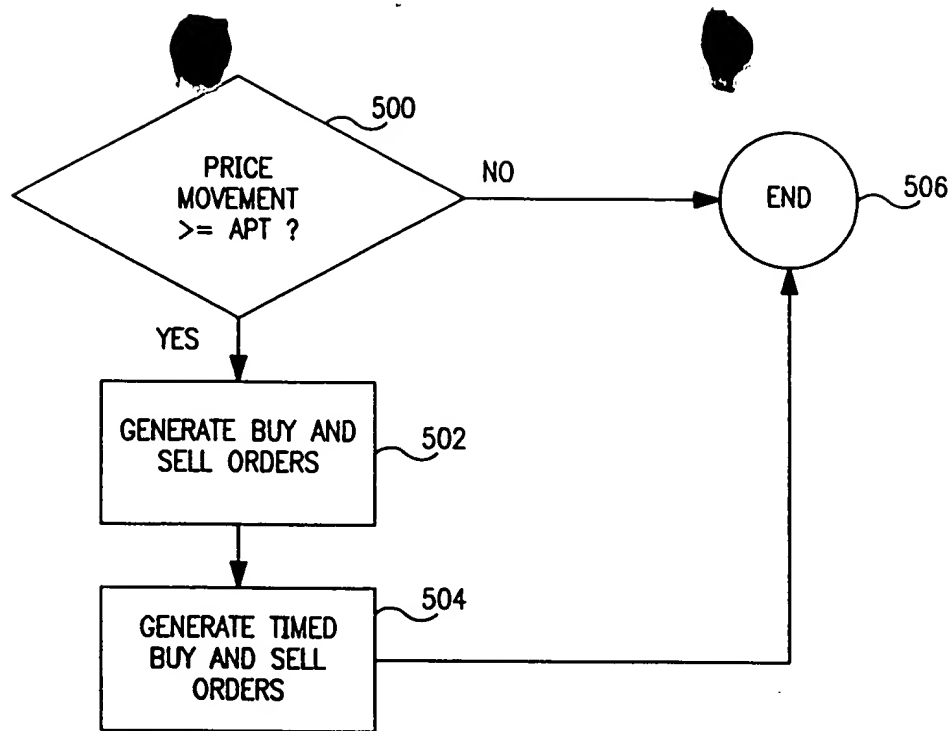 500
PRICE
MOVEMENT
>= APT ?
NO
END
506
YES
GENERATE BUY AND
SELL ORDERS
502
504
GENERATE TIMED
BUY AND SELL
ORDERS